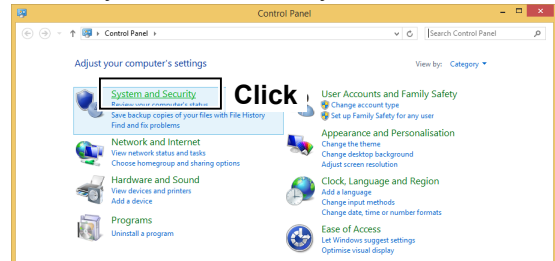 Control Panel
Control Panel
Search Control Panel
Adjust your computer's settings
View by: Category
System and Security
Review your computer's status
Save backup copies of your files with File History
Find and fix problems
Click
Network and Internet
View network status and tasks
Choose homegroup and sharing options
Hardware and Sound
View devices and printers
Add a device
Programs
Uninstall a program
User Accounts and Family Safety
Change account type
Set up Family Safety for any user
Appearance and Personalisation
Change the theme
Change desktop background
Adjust screen resolution
Clock, Language and Region
Add a language
Change input methods
Change date, time or number formats
Ease of Access
Let Windows suggest settings
Optimise visual display